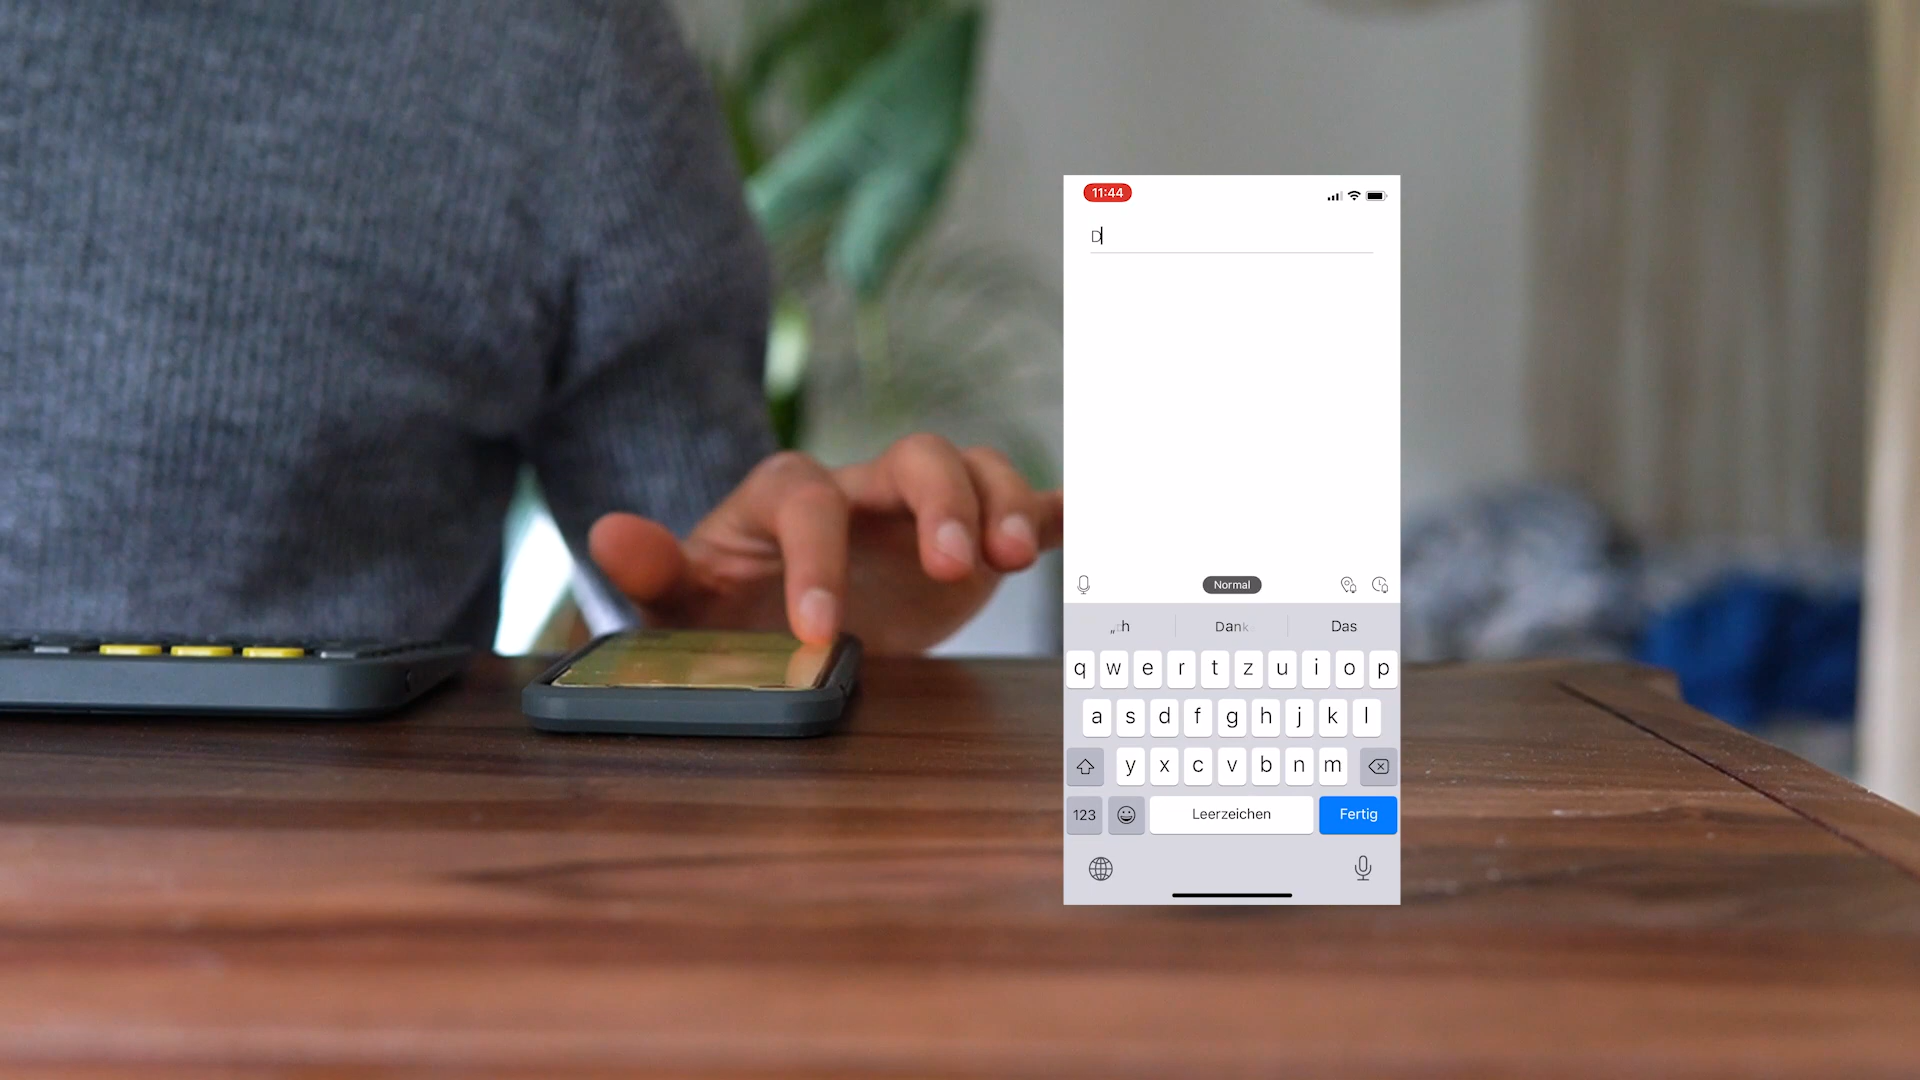 11:44
D
Normal
Dank
Das
q w e r t z u i o p
a s d f g h j k l
y x c v b n m
123
Leerzeichen
Fertig